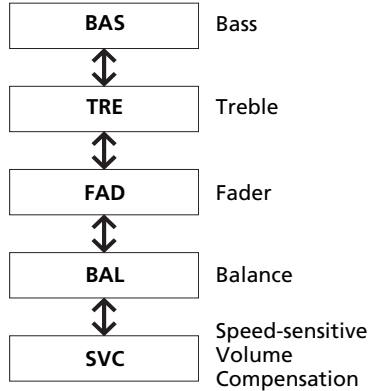 BAS Bass
TRE Treble
FAD Fader
BAL Balance
SVC Speed-sensitive
Volume
Compensation